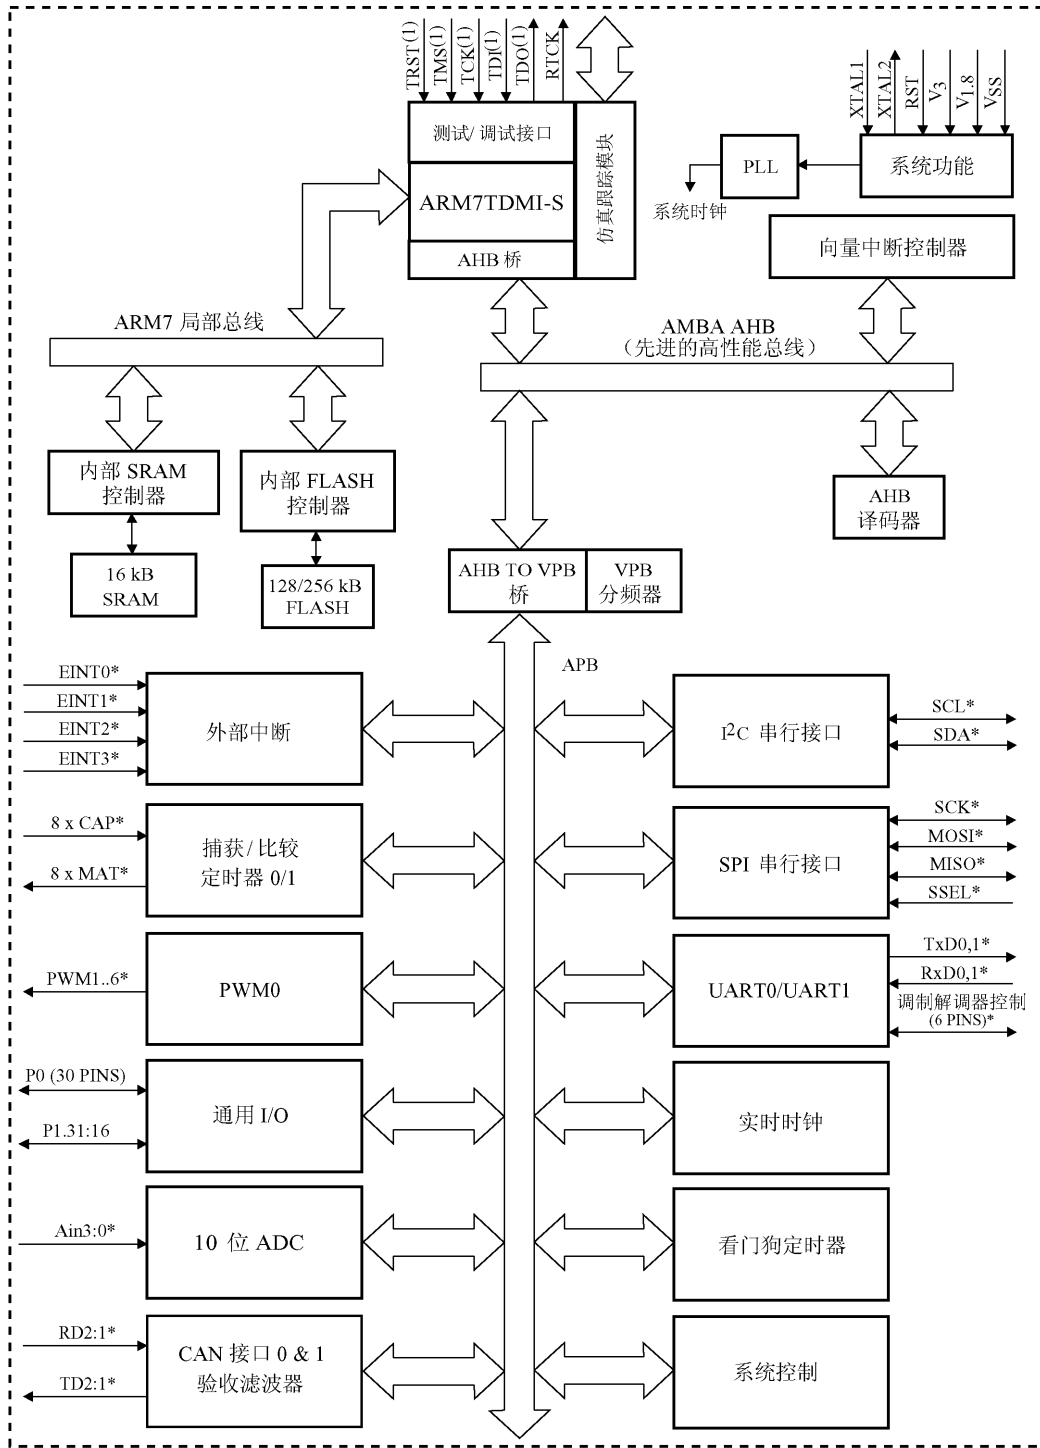 TRST(1)
TMS(1)
TCK(1)
TDI(1)
TDO(1)
RTCK
XTAL1
XTAL2
RST
V3
V1.8
VSS
测试/ 调试接口
ARM7TDMI-S
AHB 桥
仿真跟踪模块
PLL
系统功能
系统时钟
向量中断控制器
ARM7 局部总线
AMBA AHB
（先进的高性能总线）
内部 SRAM
控制器
内部 FLASH
控制器
AHB
译码器
16 kB
SRAM
128/256 kB
FLASH
AHB TO VPB
桥
VPB
分频器
APB
EINT0*
EINT1*
EINT2*
EINT3*
外部中断
I²C 串行接口
SCL*
SDA*
8 x CAP*
8 x MAT*
捕获 / 比较
定时器 0/1
SPI 串行接口
SCK*
MOSI*
MISO*
SSEL*
PWM1..6*
PWM0
UART0/UART1
TxD0,1*
RxD0,1*
调制解调器控制
(6 PINS)*
P0 (30 PINS)
P1.31:16
通用 I/O
实时时钟
Ain3:0*
10 位 ADC
看门狗定时器
RD2:1*
TD2:1*
CAN 接口 0 & 1
验收滤波器
系统控制